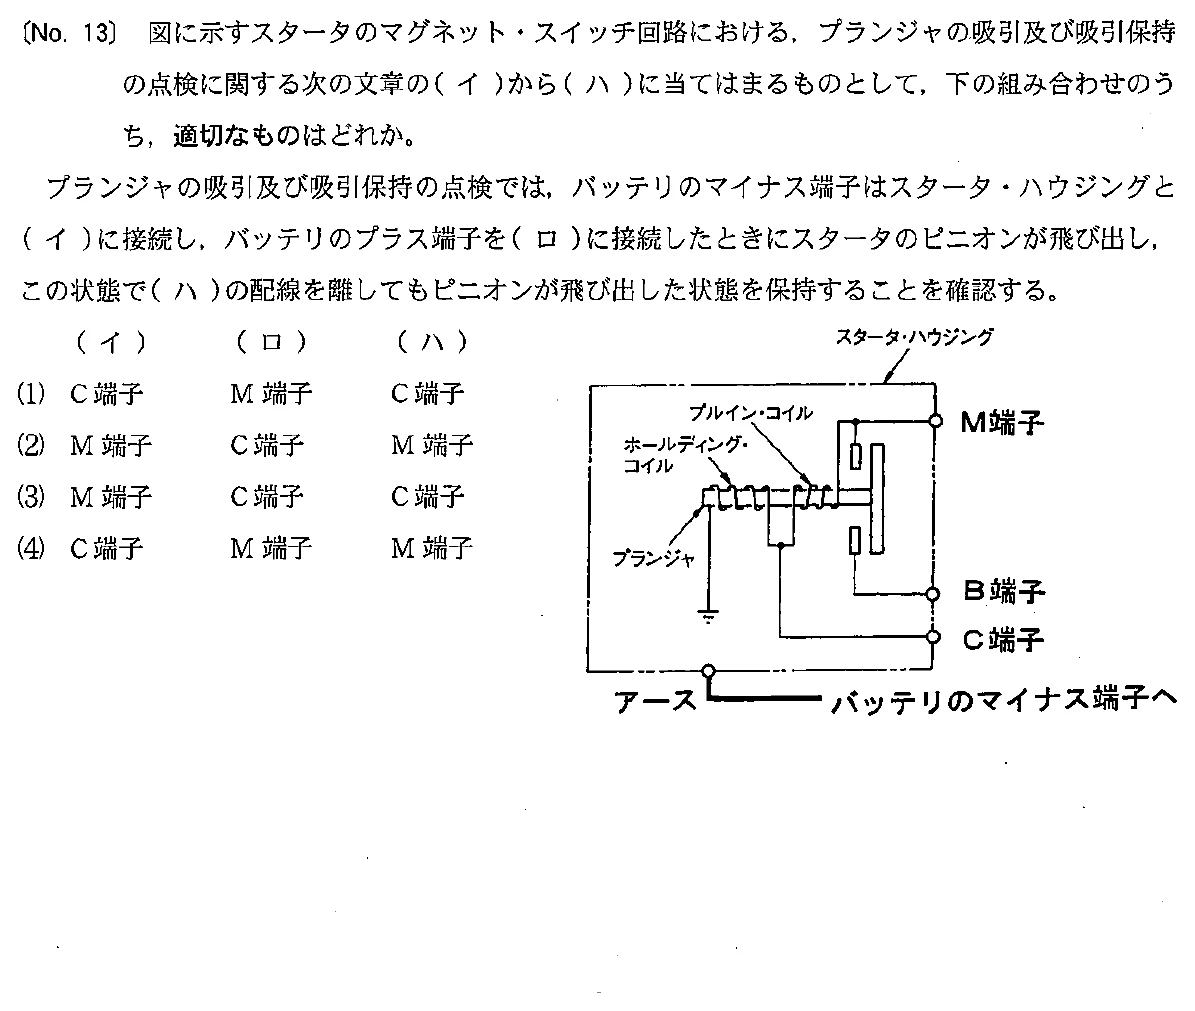 〔No. 13〕 図に示すスタータのマグネット・スイッチ回路における，プランジャの吸引及び吸引保持
の点検に関する次の文章の( イ )から( ハ )に当てはまるものとして，下の組み合わせのう
ち，適切なものはどれか。
プランジャの吸引及び吸引保持の点検では，バッテリのマイナス端子はスタータ・ハウジングと
( イ )に接続し，バッテリのプラス端子を( ロ )に接続したときにスタータのピニオンが飛び出し，
この状態で( ハ )の配線を離してもピニオンが飛び出した状態を保持することを確認する。
( イ ) ( ロ ) ( ハ )
(1) C端子 M端子 C端子
(2) M端子 C端子 M端子
(3) M端子 C端子 C端子
(4) C端子 M端子 M端子
スタータ・ハウジング
プルイン・コイル
M端子
ホールディング・
コイル
プランジャ
B端子
C端子
アース
バッテリのマイナス端子へ